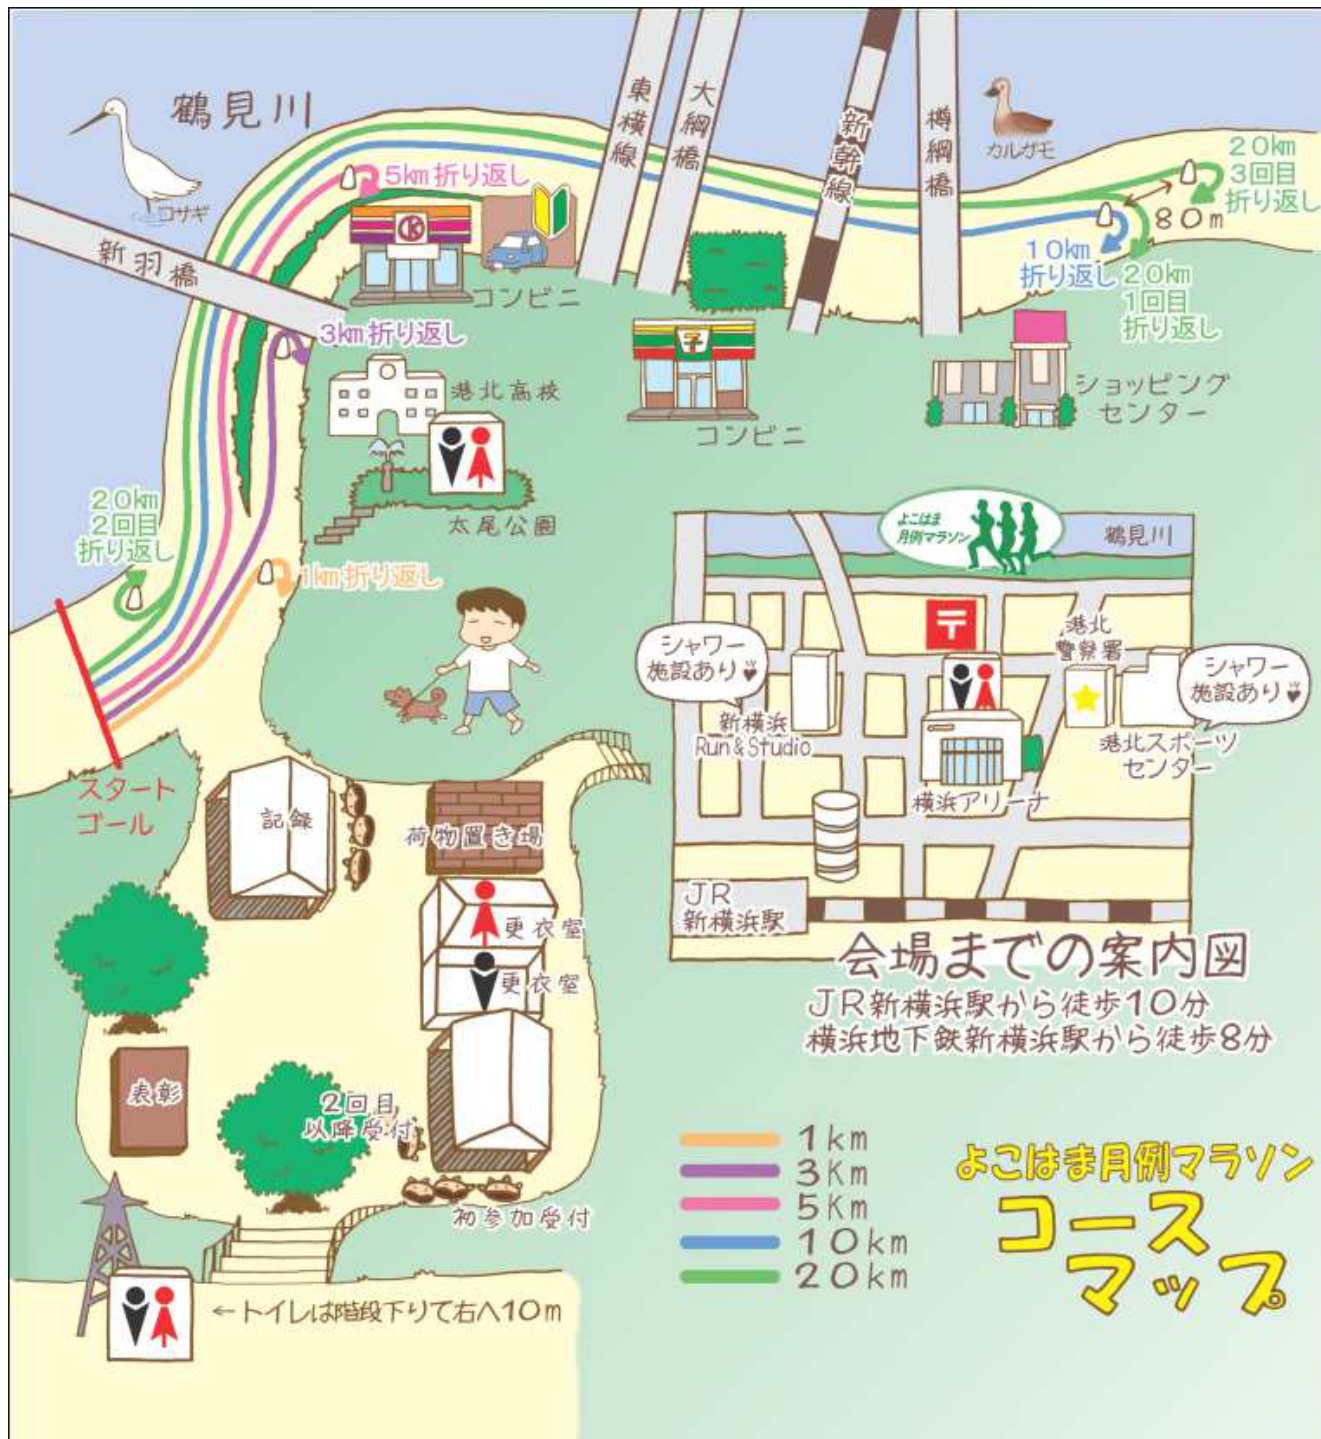 鶴見川
コサギ
新羽橋
5km折り返し
コンビニ
3km折り返し
港北高校
太尾公園
東横線
大綱橋
新幹線
樽綱橋
カルガモ
20km
3回目
折り返し
80m
10km
折り返し
20km
1回目
折り返し
コンビニ
ショッピング
センター
20km
2回目
折り返し
1km折り返し
スタート
ゴール
記録
荷物置き場
更衣室
更衣室
表彰
2回目
以降受付
初参加受付
←トイレは階段下りて右へ10m
よこはま
月例マラソン
鶴見川
〒
シャワー
施設あり♥
新横浜
Run&Studio
港北
警察署
シャワー
施設あり♥
港北スポーツ
センター
横浜アリーナ
JR
新横浜駅
会場までの案内図
JR新横浜駅から徒歩10分
横浜地下鉄新横浜駅から徒歩8分
1km
3Km
5Km
10km
20km
よこはま月例マラソン
コース
マップ